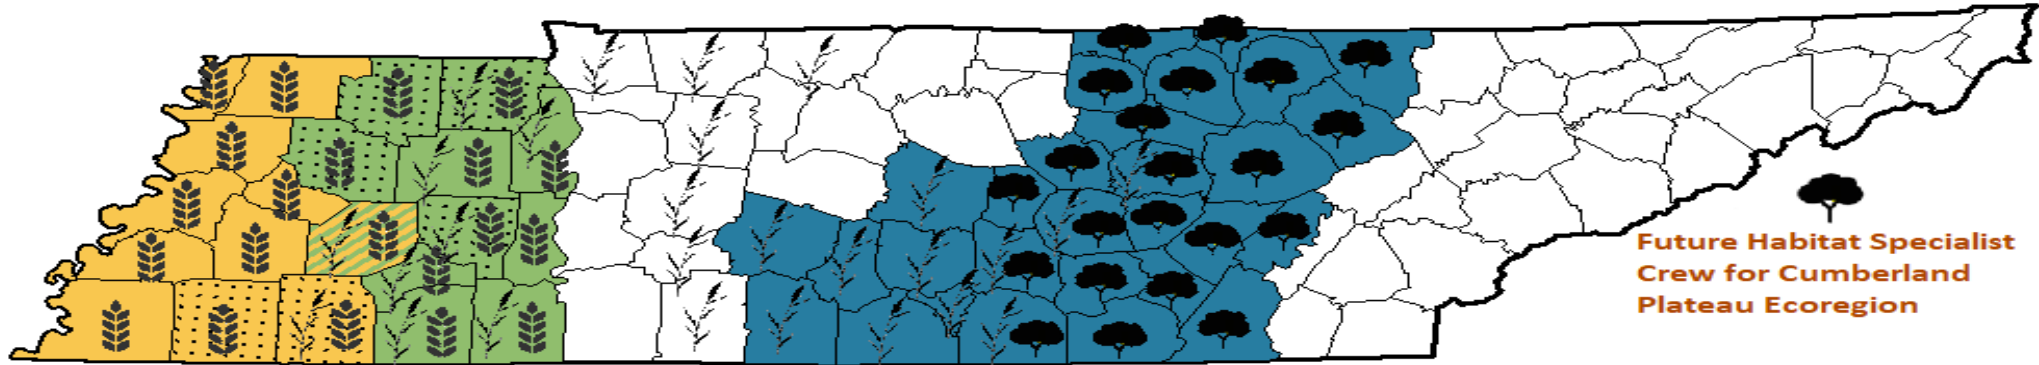 Future Habitat Specialist
Crew for Cumberland
Plateau Ecoregion